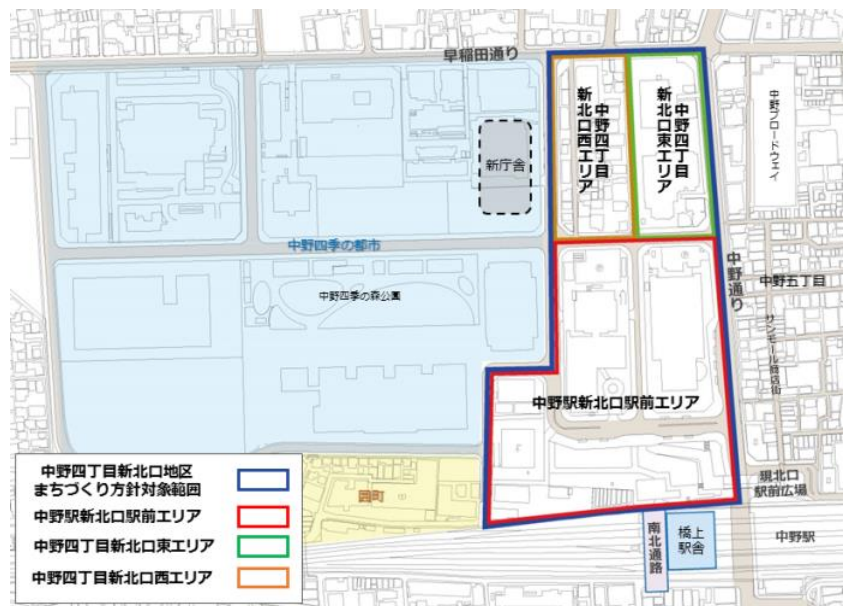 早稲田通り
中野四丁目
新北口西エリア
中野四丁目
新北口東エリア
中野ブロードウェイ
新庁舎
中野四季の都市
中野四季の森公園
中野通り
中野五丁目
サンモール商店街
中野駅新北口駅前エリア
囲町
現北口
駅前広場
南北通路
橋上
駅舎
中野駅
中野四丁目新北口地区
まちづくり方針対象範囲
中野駅新北口駅前エリア
中野四丁目新北口東エリア
中野四丁目新北口西エリア